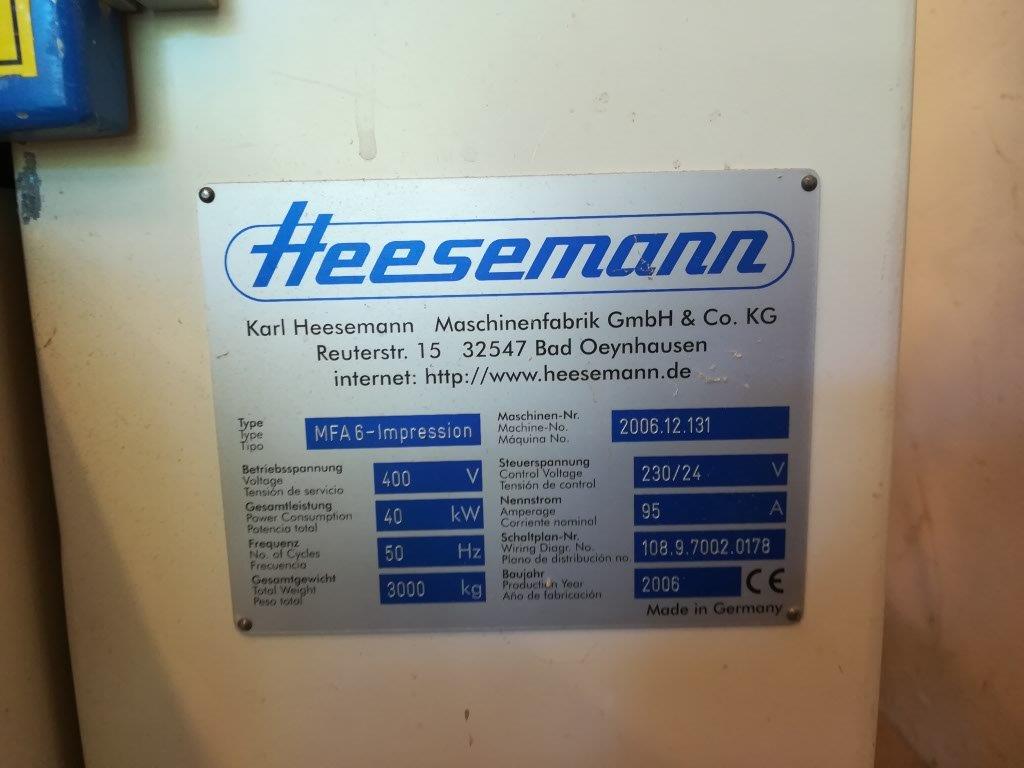 Heesemann
Karl Heesemann Maschinenfabrik GmbH & Co. KG
Reuterstr. 15 32547 Bad Oeynhausen
internet: http://www.heesemann.de
Type
Type
Tipo
MFA 6-Impression
Maschinen-Nr.
Machine-No.
Máquina No.
2006.12.131
Betriebsspannung
Voltage
Tensión de servicio
400 V
Steuerspannung
Control Voltage
Tensión de control
230/24 V
Gesamtleistung
Power Consumption
Potencia total
40 kW
Nennstrom
Amperage
Corriente nominal
95 A
Frequenz
No. of Cycles
Frecuencia
50 Hz
Schaltplan-Nr.
Wiring Diagr. No.
Plano de distribución no.
108.9.7002.0178
Gesamtgewicht
Total Weight
Peso total
3000 kg
Baujahr
Production Year
Año de fabricación
2006
CE
Made in Germany